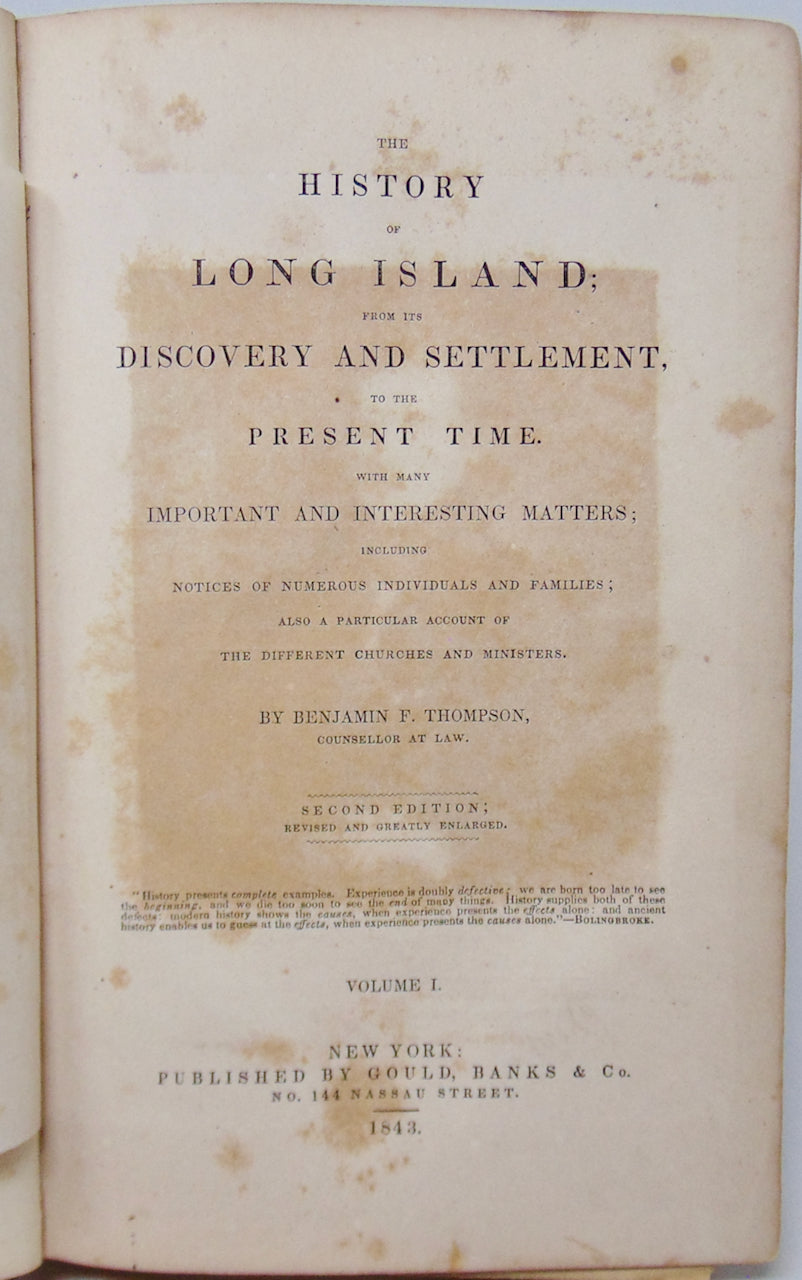 THE
HISTORY
OF
LONG ISLAND;
FROM ITS
DISCOVERY AND SETTLEMENT,
TO THE
PRESENT TIME.
WITH MANY
IMPORTANT AND INTERESTING MATTERS;
INCLUDING
NOTICES OF NUMEROUS INDIVIDUALS AND FAMILIES;
ALSO A PARTICULAR ACCOUNT OF
THE DIFFERENT CHURCHES AND MINISTERS.
BY BENJAMIN F. THOMPSON,
COUNSELLOR AT LAW.
SECOND EDITION;
REVISED AND GREATLY ENLARGED.
"History presents complete examples. Experience is doubly defective; we are born too late to see
the beginning, and we die too soon to see the end of many things. History supplies both of these
defects: modern history shows the causes, when experience presents the effects alone: and ancient
history enables us to guess at the effects, when experience presents the causes alone."—BOLINGBROKE.
VOLUME I.
NEW YORK:
PUBLISHED BY GOULD, BANKS & Co.
NO. 144 NASSAU STREET.
1843.